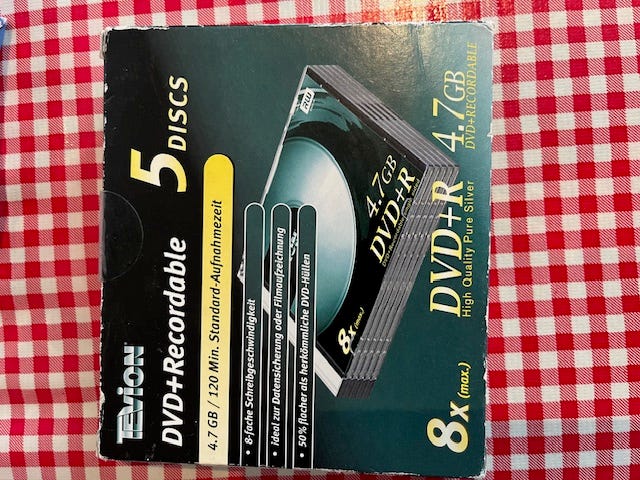 TEVION
DVD+Recordable
5 DISCS
4.7 GB / 120 Min. Standard-Aufnahmezeit
• 8-fache Schreibgeschwindigkeit
• ideal zur Datensicherung oder Filmaufzeichnung
• 50% flacher als herkömmliche DVD-Hüllen
RW
4.7GB
DVD+R
8x (max.)
8x (max.)
DVD+R
High Quality Pure Silver
4.7GB
DVD+RECORDABLE